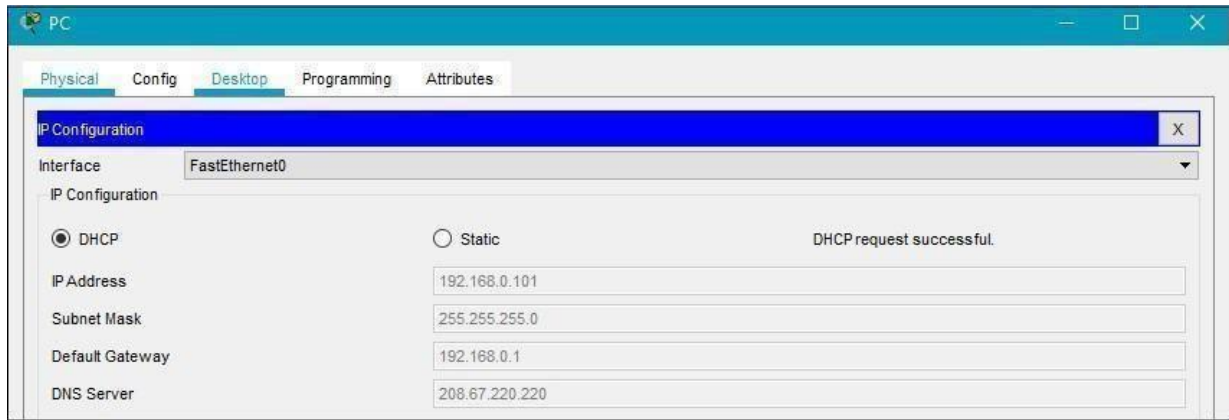 PC
Physical Config Desktop Programming Attributes
IP Configuration X
Interface FastEthernet0
IP Configuration
DHCP Static DHCP request successful.
IP Address 192.168.0.101
Subnet Mask 255.255.255.0
Default Gateway 192.168.0.1
DNS Server 208.67.220.220